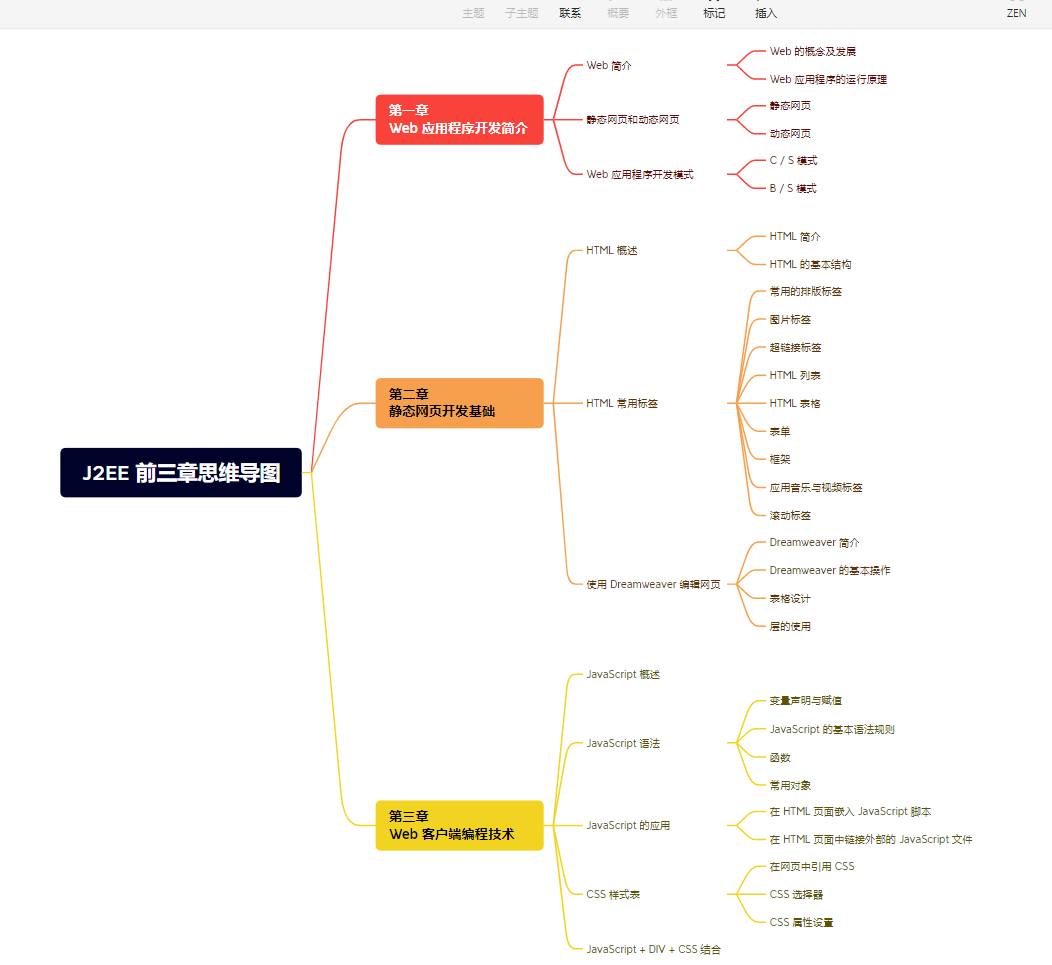 主题 子主题 联系 概要 外框 标记 插入 ZEN
J2EE 前三章思维导图
第一章
Web 应用程序开发简介
Web 简介
Web 的概念及发展
Web 应用程序的运行原理
静态网页和动态网页
静态网页
动态网页
Web 应用程序开发模式
C / S 模式
B / S 模式
第二章
静态网页开发基础
HTML 概述
HTML 简介
HTML 的基本结构
HTML 常用标签
常用的排版标签
图片标签
超链接标签
HTML 列表
HTML 表格
表单
框架
应用音乐与视频标签
滚动标签
使用 Dreamweaver 编辑网页
Dreamweaver 简介
Dreamweaver 的基本操作
表格设计
层的使用
第三章
Web 客户端编程技术
JavaScript 概述
JavaScript 语法
变量声明与赋值
JavaScript 的基本语法规则
函数
常用对象
JavaScript 的应用
在 HTML 页面嵌入 JavaScript 脚本
在 HTML 页面中链接外部的 JavaScript 文件
CSS 样式表
在网页中引用 CSS
CSS 选择器
CSS 属性设置
JavaScript + DIV + CSS 结合